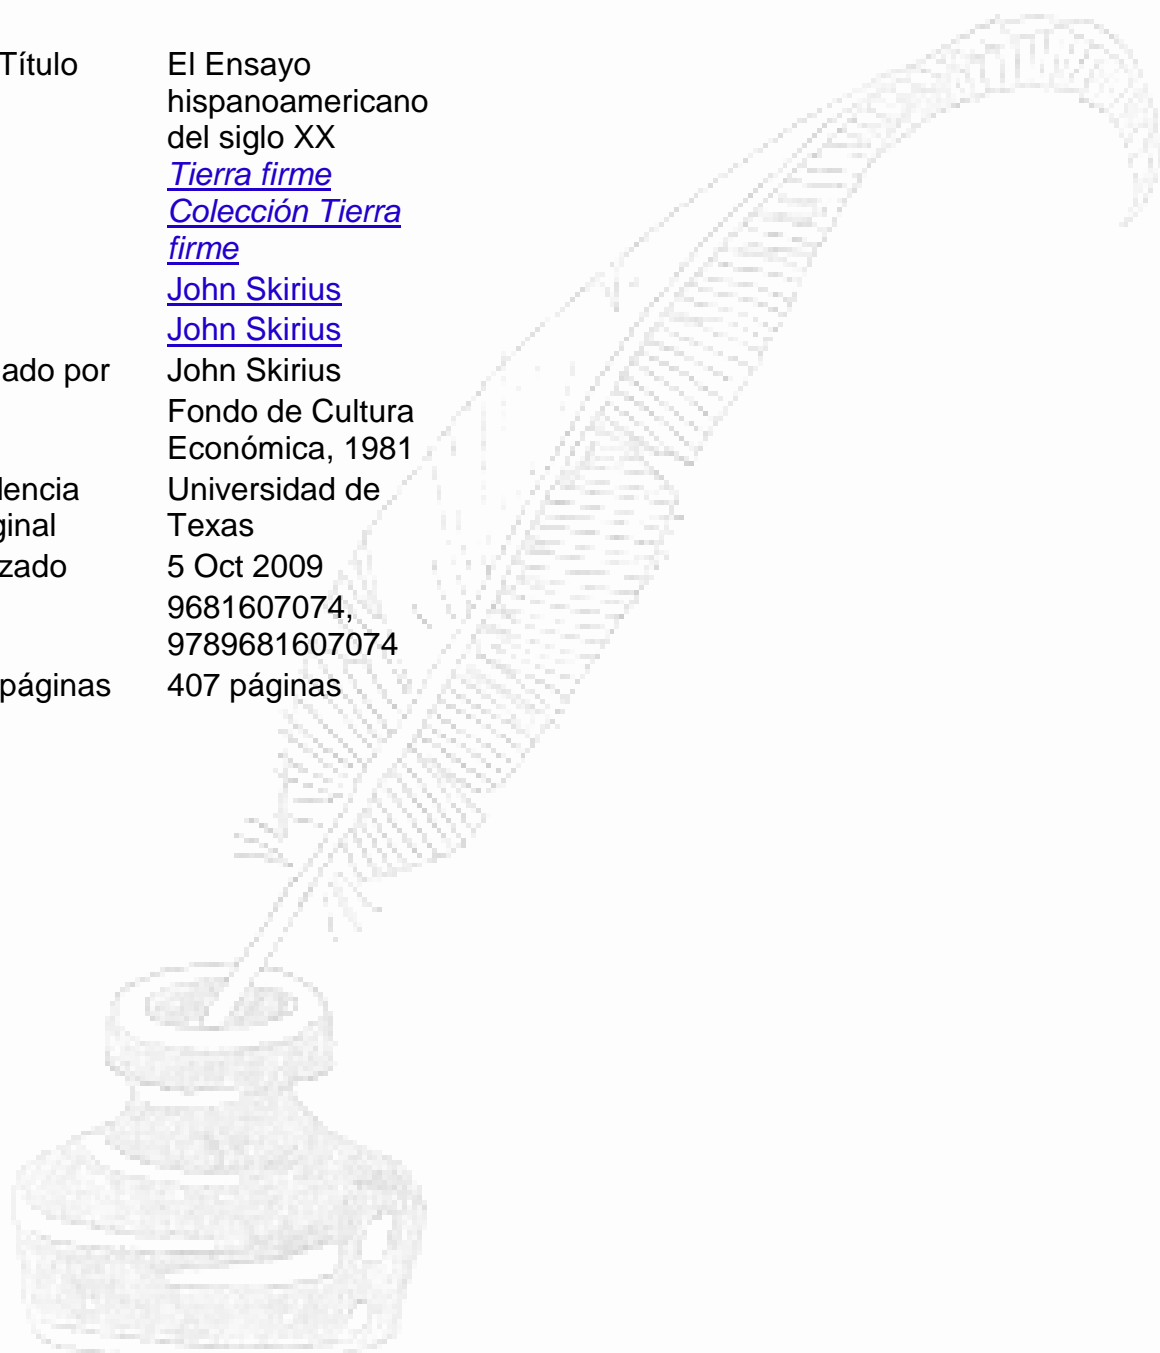 Título El Ensayo
hispanoamericano
del siglo XX
Tierra firme
Colección Tierra
firme
John Skirius
John Skirius
ado por John Skirius
Fondo de Cultura
Económica, 1981
lencia Universidad de
ginal Texas
zado 5 Oct 2009
9681607074,
9789681607074
páginas 407 páginas